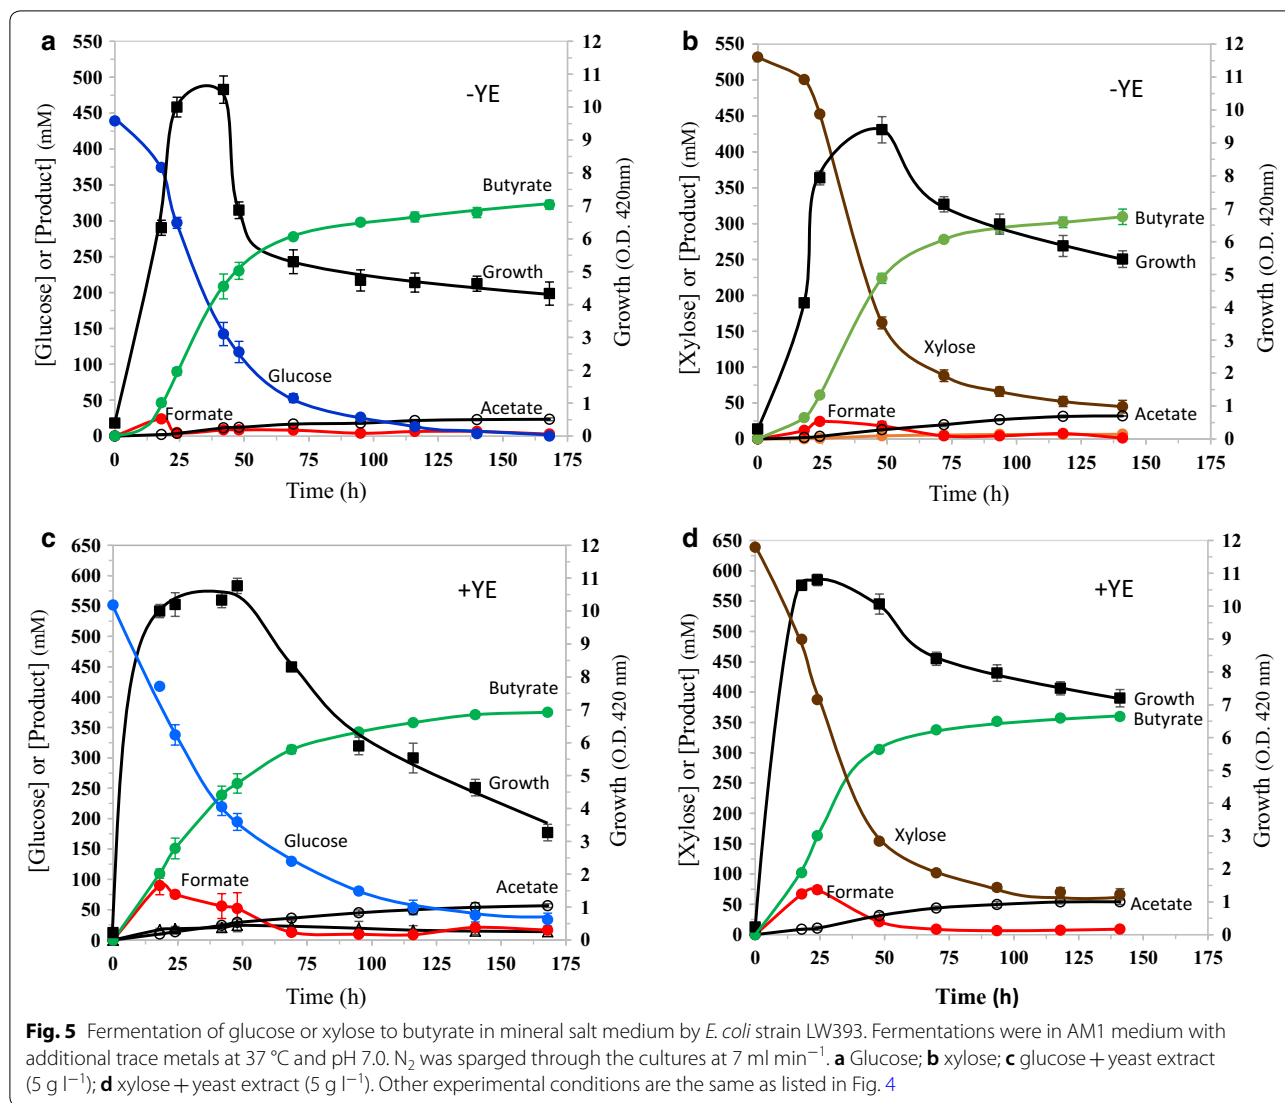 a
-YE
550
500
450
400
350
300
250
200
150
100
50
0
12
11
10
9
8
7
6
5
4
3
2
1
0
[Glucose] or [Product] (mM)
Growth (O.D. 420nm)
Butyrate
Growth
Glucose
Formate
Acetate
0 25 50 75 100 125 150 175
Time (h)
b
-YE
550
500
450
400
350
300
250
200
150
100
50
0
12
11
10
9
8
7
6
5
4
3
2
1
0
[Xylose] or [Product] (mM)
Growth (O.D. 420nm)
Butyrate
Growth
Xylose
Formate
Acetate
0 25 50 75 100 125 150 175
Time (h)
c
+YE
650
600
550
500
450
400
350
300
250
200
150
100
50
0
12
11
10
9
8
7
6
5
4
3
2
1
0
[Glucose] or [Product] (mM)
Growth (O.D. 420 nm)
Butyrate
Growth
Glucose
Formate
Acetate
0 25 50 75 100 125 150 175
Time (h)
d
+YE
650
600
550
500
450
400
350
300
250
200
150
100
50
0
12
11
10
9
8
7
6
5
4
3
2
1
0
[Xylose] or [Product] (mM)
Growth (O.D. 420 nm)
Growth
Butyrate
Xylose
Formate
Acetate
0 25 50 75 100 125 150 175
Time (h)
Fig. 5 Fermentation of glucose or xylose to butyrate in mineral salt medium by E. coli strain LW393. Fermentations were in AM1 medium with
additional trace metals at 37 °C and pH 7.0. N₂ was sparged through the cultures at 7 ml min⁻¹. a Glucose; b xylose; c glucose + yeast extract
(5 g l⁻¹); d xylose + yeast extract (5 g l⁻¹). Other experimental conditions are the same as listed in Fig. 4